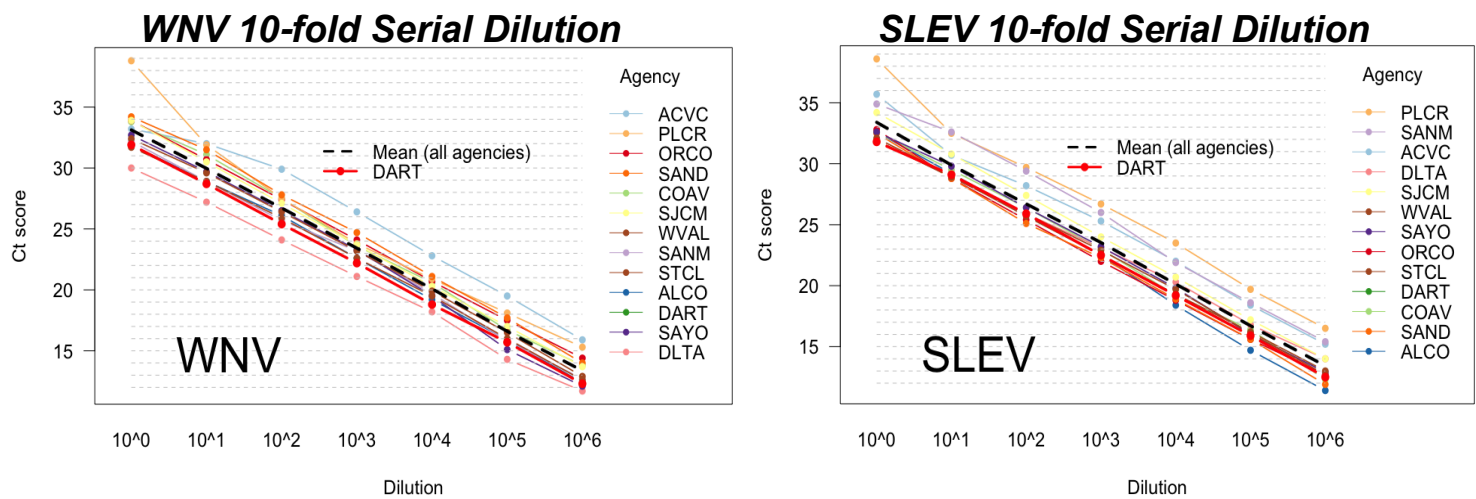 WNV 10-fold Serial Dilution
Ct score
35
30
25
20
15
Mean (all agencies)
DART
WNV
Agency
ACVC
PLCR
ORCO
SAND
COAV
SJCM
WVAL
SANM
STCL
ALCO
DART
SAYO
DLTA
10^0 10^1 10^2 10^3 10^4 10^5 10^6
Dilution
SLEV 10-fold Serial Dilution
Ct score
35
30
25
20
15
Mean (all agencies)
DART
SLEV
Agency
PLCR
SANM
ACVC
DLTA
SJCM
WVAL
SAYO
ORCO
STCL
DART
COAV
SAND
ALCO
10^0 10^1 10^2 10^3 10^4 10^5 10^6
Dilution